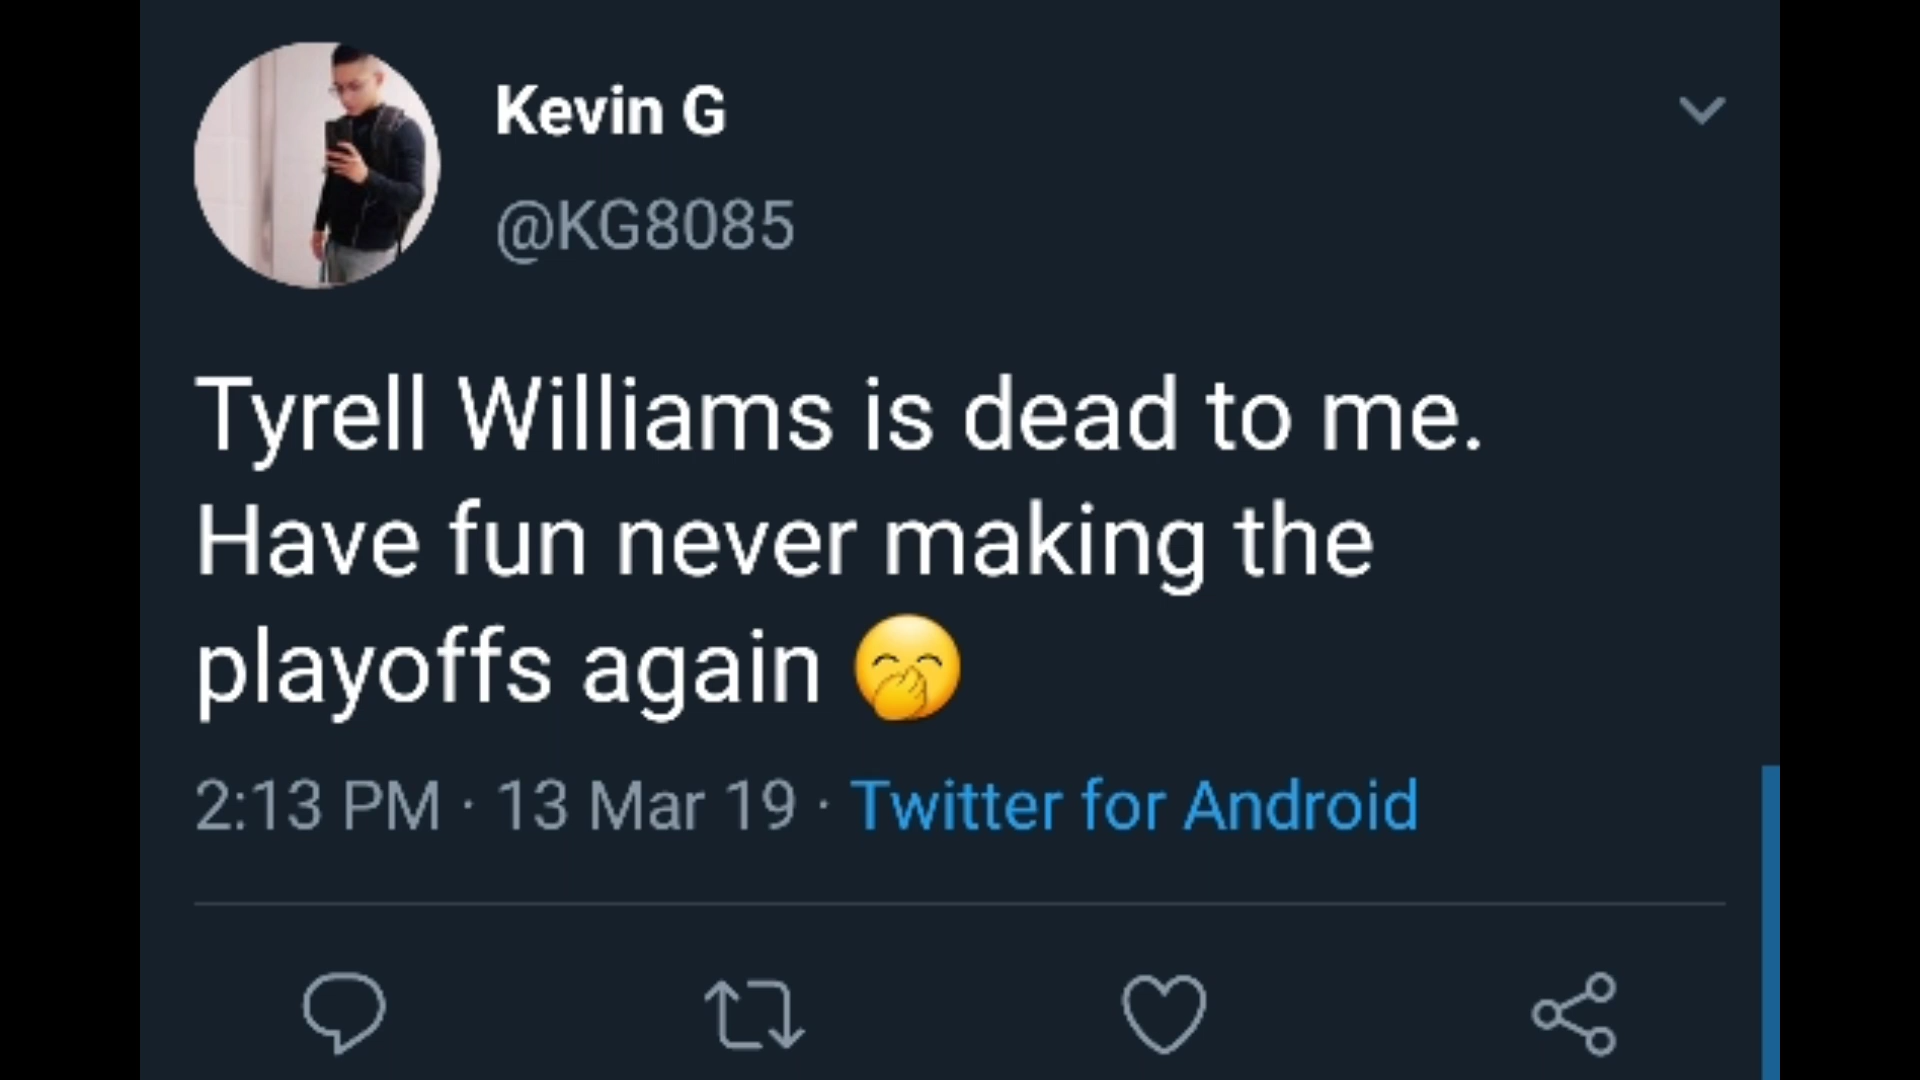 Kevin G
@KG8085
Tyrell Williams is dead to me.
Have fun never making the
playoffs again 🤭
2:13 PM · 13 Mar 19 · Twitter for Android